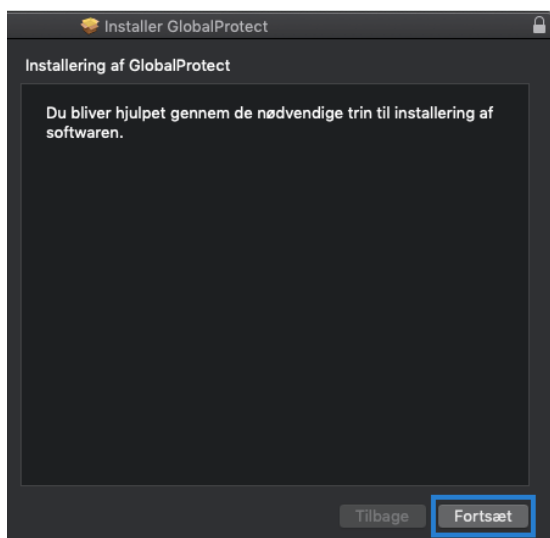 Installer GlobalProtect
Installering af GlobalProtect
Du bliver hjulpet gennem de nødvendige trin til installering af
softwaren.
Tilbage
Fortsæt